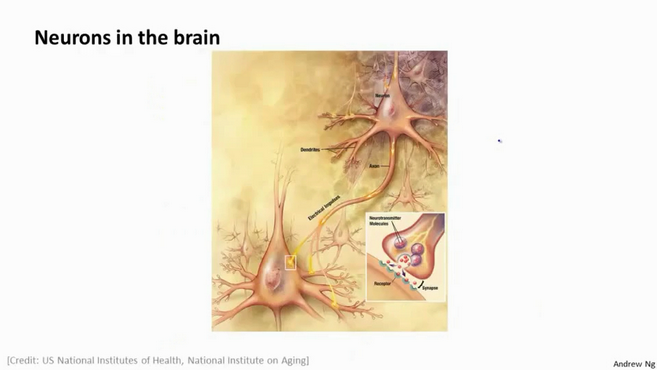 Neurons in the brain
Neuron
Dendrites
Axon
Electrical Impulses
Neurotransmitter
Molecules
Receptor
Synapse
[Credit: US National Institutes of Health, National Institute on Aging]
Andrew Ng